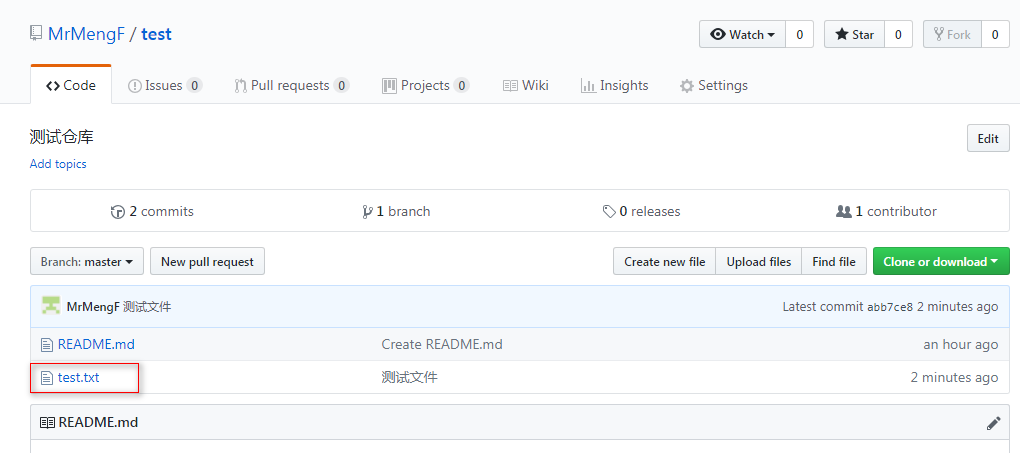 MrMengF / test
Watch 0 Star 0 Fork 0
Code Issues 0 Pull requests 0 Projects 0 Wiki Insights Settings
测试仓库
Edit
Add topics
2 commits 1 branch 0 releases 1 contributor
Branch: master New pull request Create new file Upload files Find file Clone or download
MrMengF 测试文件 Latest commit abb7ce8 2 minutes ago
README.md Create README.md an hour ago
test.txt 测试文件 2 minutes ago
README.md